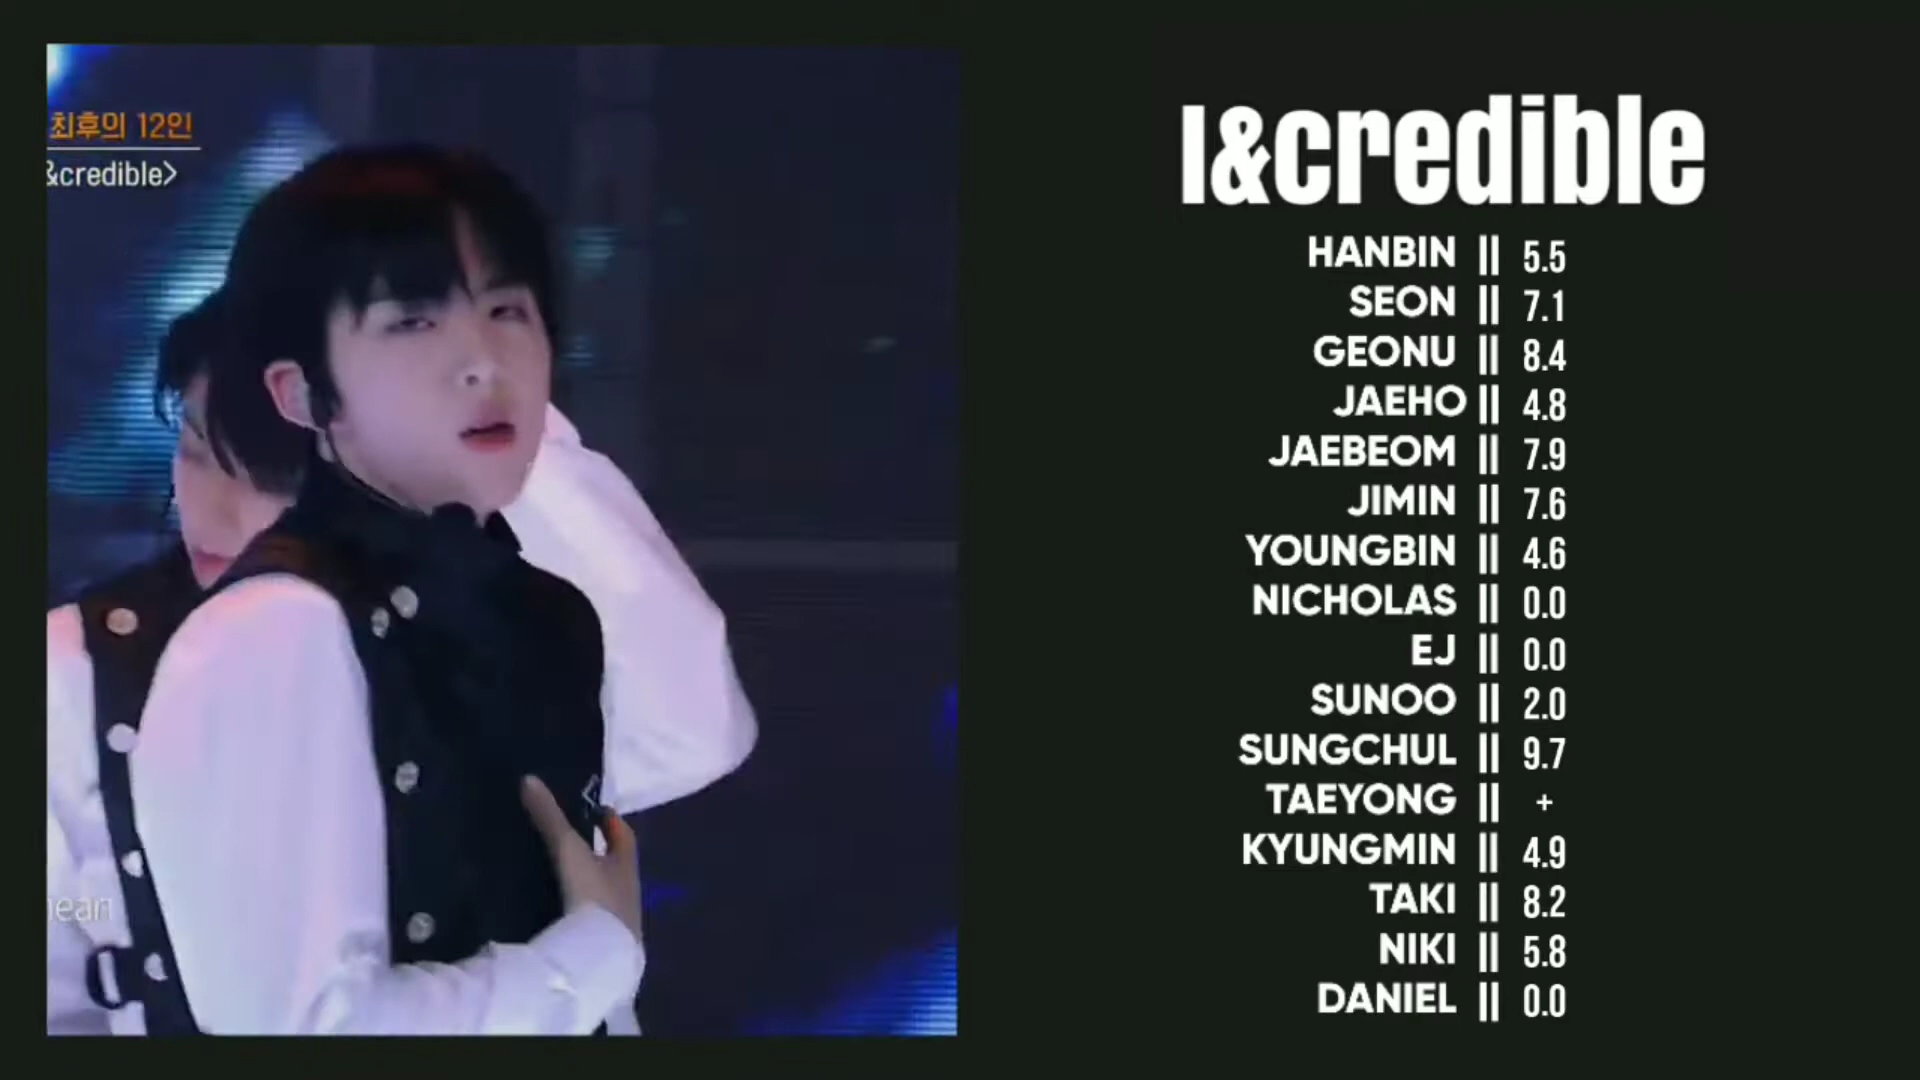 최후의 12인
&credible>
I&credible
HANBIN || 5.5
SEON || 7.1
GEONU || 8.4
JAEHO || 4.8
JAEBEOM || 7.9
JIMIN || 7.6
YOUNGBIN || 4.6
NICHOLAS || 0.0
EJ || 0.0
SUNOO || 2.0
SUNGCHUL || 9.7
TAEYONG || +
KYUNGMIN || 4.9
TAKI || 8.2
NIKI || 5.8
DANIEL || 0.0